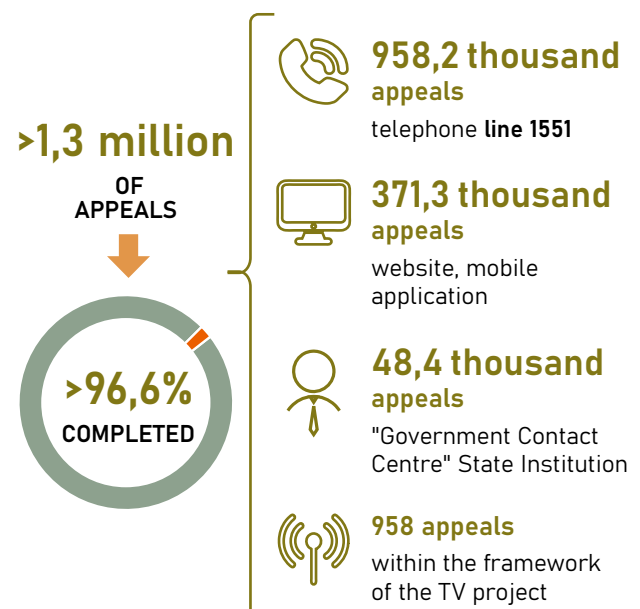 >1,3 million
OF
APPEALS
>96,6%
COMPLETED
958,2 thousand
appeals
telephone line 1551
371,3 thousand
appeals
website, mobile
application
48,4 thousand
appeals
"Government Contact
Centre" State Institution
958 appeals
within the framework
of the TV project